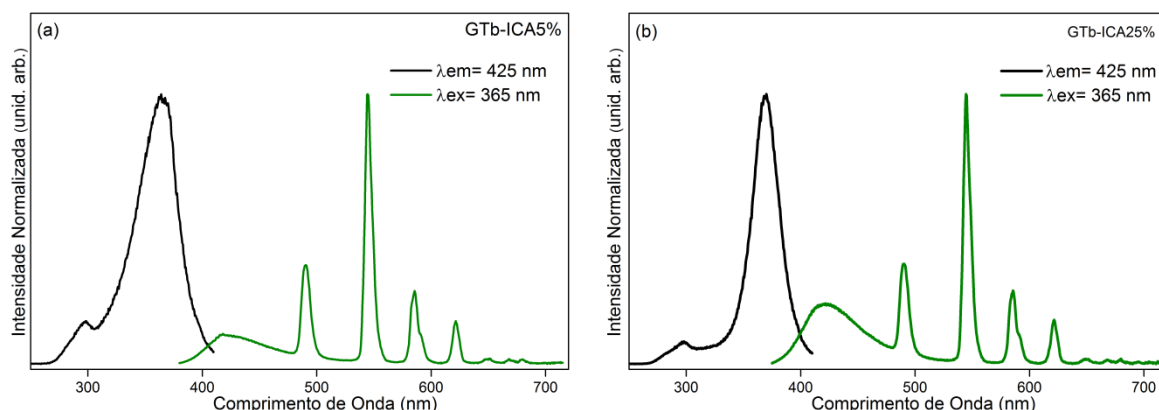 (a)
GTb-ICA5%
λem= 425 nm
λex= 365 nm
Intensidade Normalizada (unid. arb.)
300 400 500 600 700
Comprimento de Onda (nm)
(b)
GTb-ICA25%
λem= 425 nm
λex= 365 nm
Intensidade Normalizada (unid. arb.)
300 400 500 600 700
Comprimento de Onda (nm)